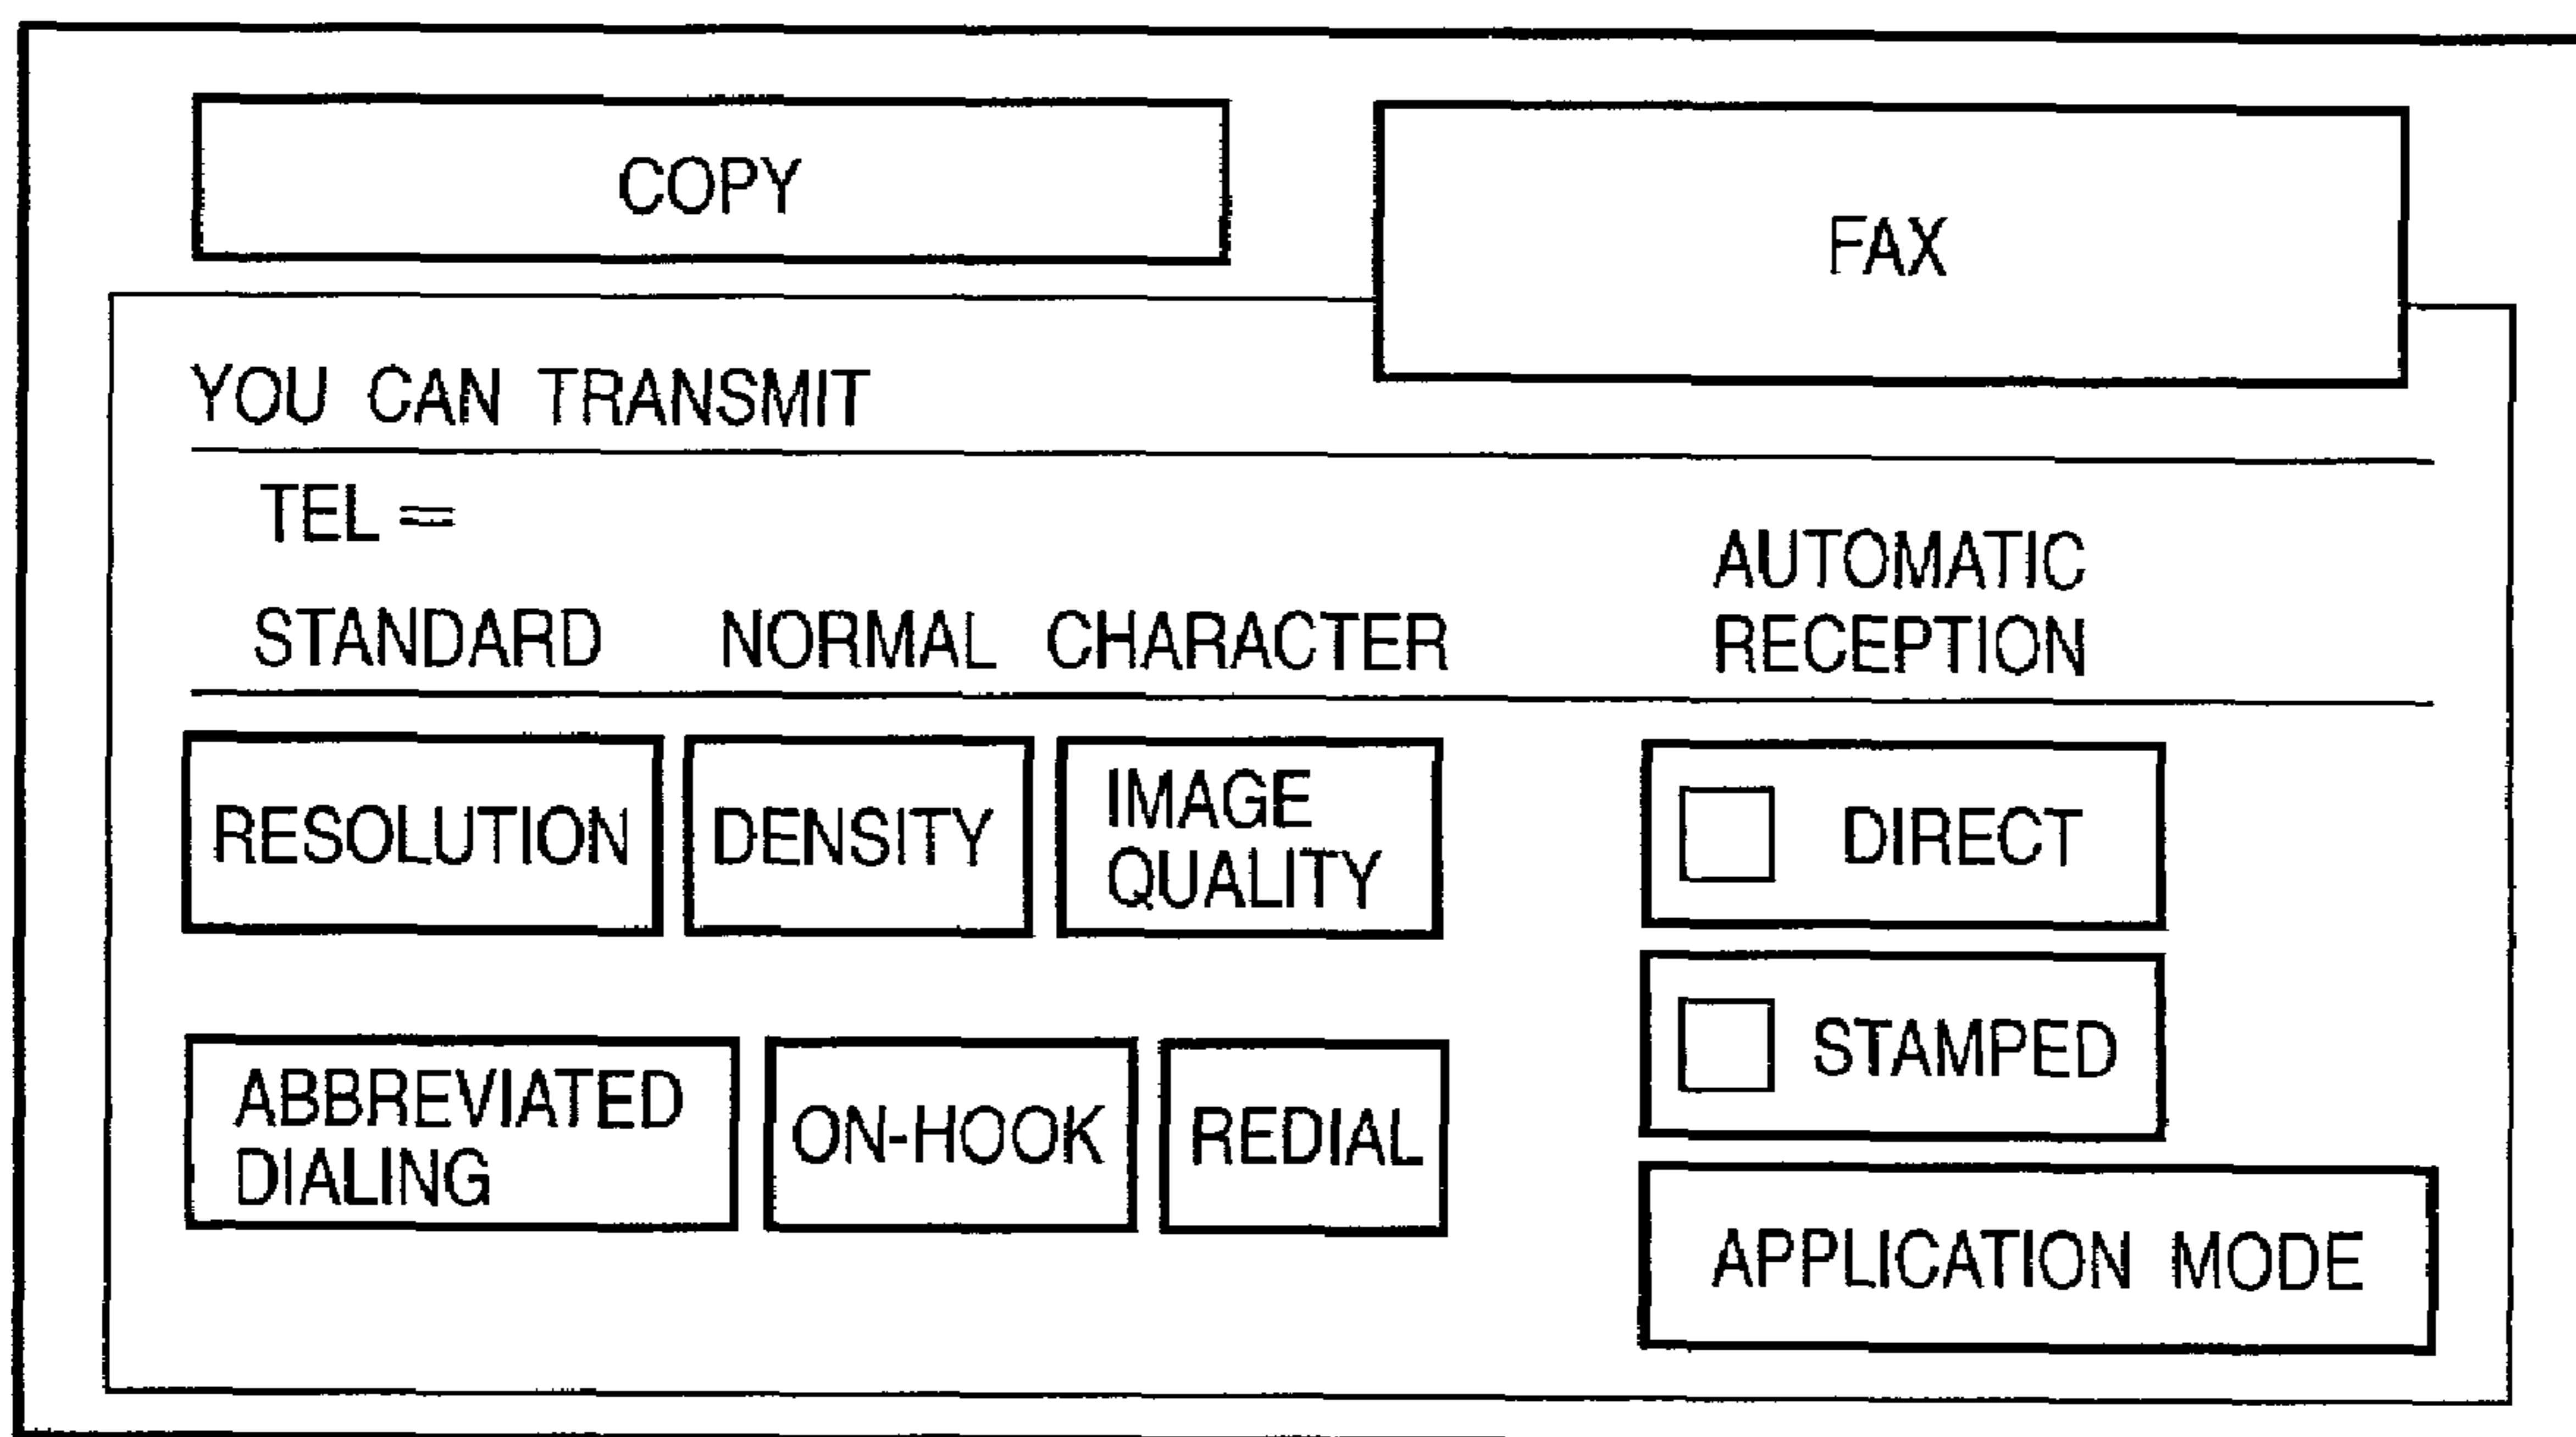 COPY
FAX
YOU CAN TRANSMIT
TEL =
AUTOMATIC
RECEPTION
STANDARD NORMAL CHARACTER
RESOLUTION
DENSITY
IMAGE
QUALITY
DIRECT
STAMPED
ABBREVIATED
DIALING
ON-HOOK
REDIAL
APPLICATION MODE